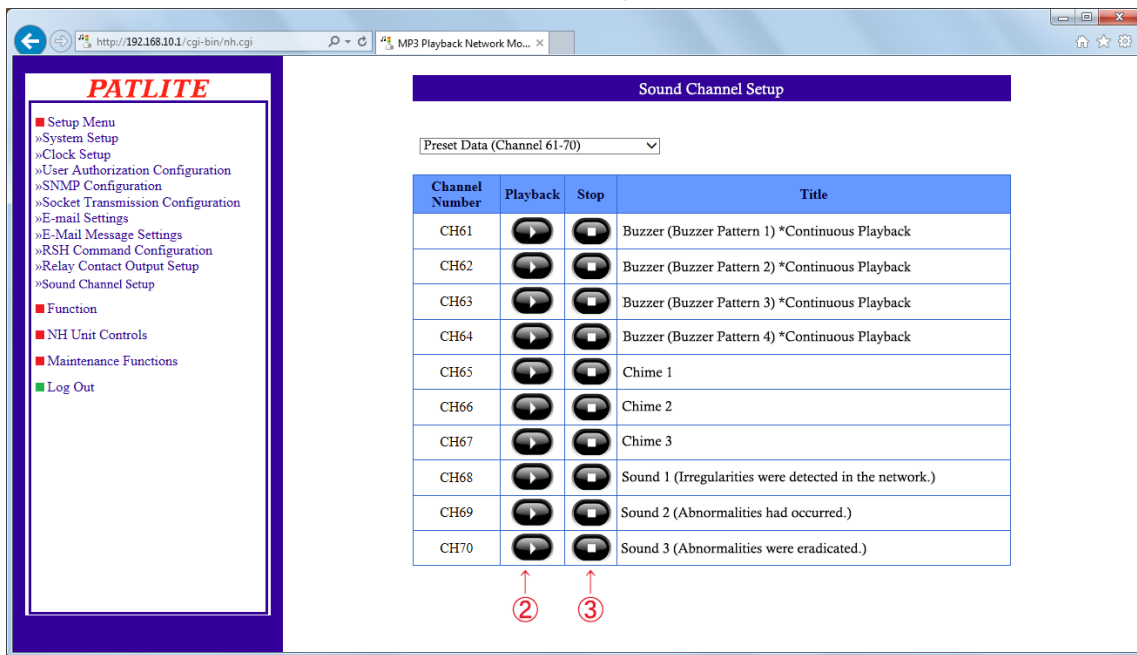 http://192.168.10.1/cgi-bin/nh.cgi
MP3 Playback Network Mo...
PATLITE
Setup Menu
»System Setup
»Clock Setup
»User Authorization Configuration
»SNMP Configuration
»Socket Transmission Configuration
»E-mail Settings
»E-Mail Message Settings
»RSH Command Configuration
»Relay Contact Output Setup
»Sound Channel Setup
Function
NH Unit Controls
Maintenance Functions
Log Out
Sound Channel Setup
Preset Data (Channel 61-70)
Channel Number Playback Stop Title
CH61 Buzzer (Buzzer Pattern 1) *Continuous Playback
CH62 Buzzer (Buzzer Pattern 2) *Continuous Playback
CH63 Buzzer (Buzzer Pattern 3) *Continuous Playback
CH64 Buzzer (Buzzer Pattern 4) *Continuous Playback
CH65 Chime 1
CH66 Chime 2
CH67 Chime 3
CH68 Sound 1 (Irregularities were detected in the network.)
CH69 Sound 2 (Abnormalities had occurred.)
CH70 Sound 3 (Abnormalities were eradicated.)
② ③